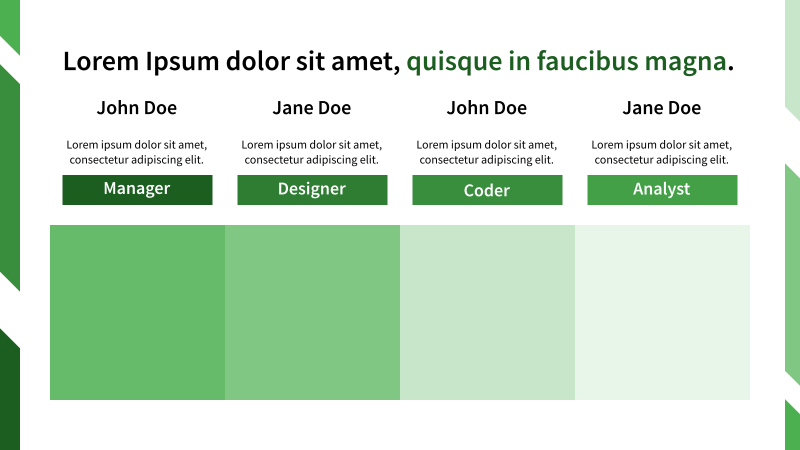 Lorem Ipsum dolor sit amet, quisque in faucibus magna.
John Doe
Lorem ipsum dolor sit amet,
consectetur adipiscing elit.
Manager
Jane Doe
Lorem ipsum dolor sit amet,
consectetur adipiscing elit.
Designer
John Doe
Lorem ipsum dolor sit amet,
consectetur adipiscing elit.
Coder
Jane Doe
Lorem ipsum dolor sit amet,
consectetur adipiscing elit.
Analyst